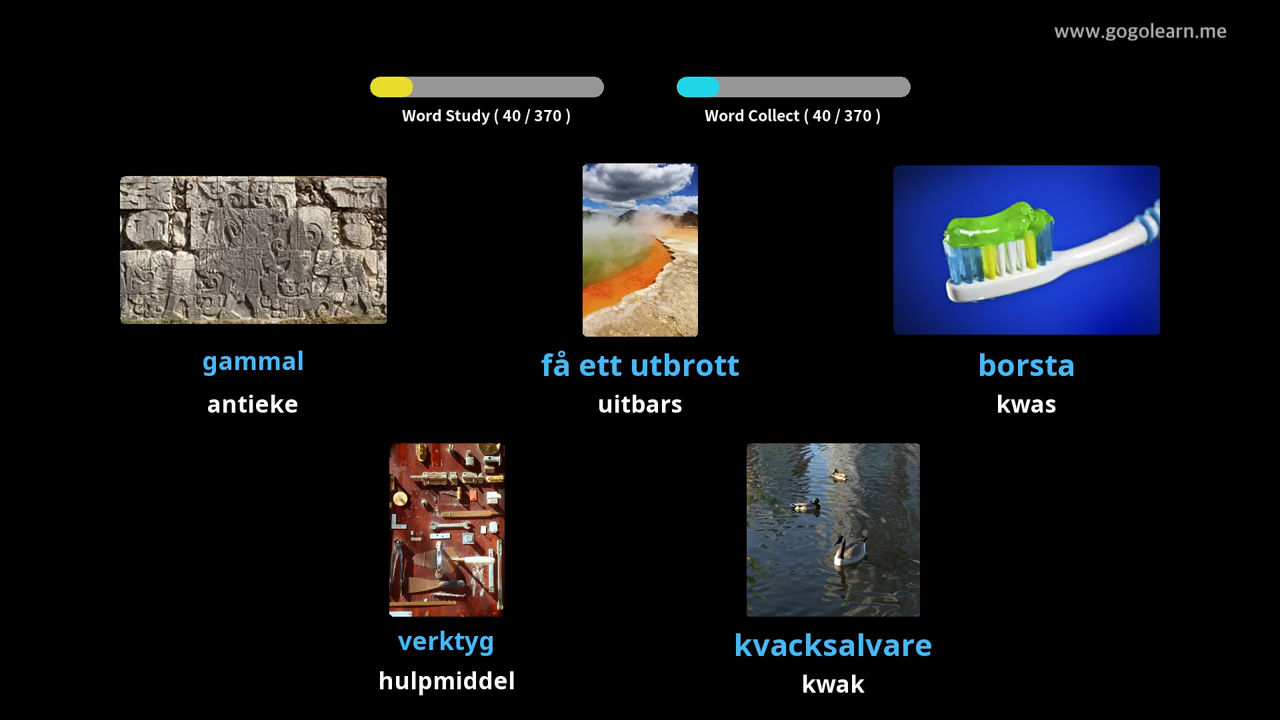 www.gogolearn.me
Word Study ( 40 / 370 )
Word Collect ( 40 / 370 )
gammal
antieke
få ett utbrott
uitbars
borsta
kwas
verktyg
hulpmiddel
kvacksalvare
kwak